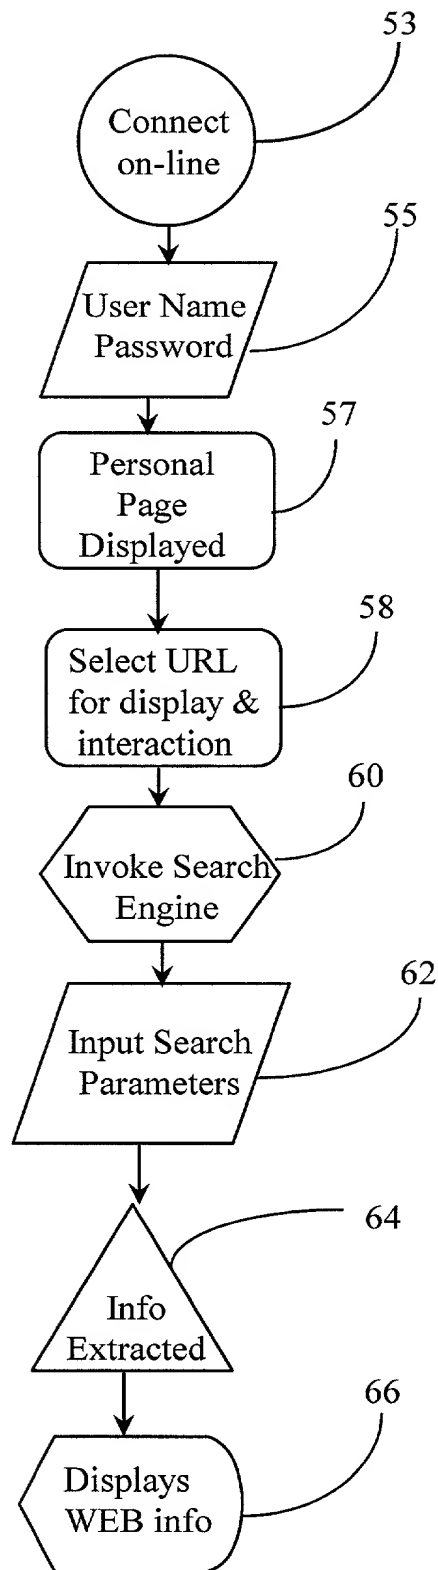 53
Connect
on-line
55
User Name
Password
57
Personal
Page
Displayed
58
Select URL
for display &
interaction
60
Invoke Search
Engine
62
Input Search
Parameters
64
Info
Extracted
66
Displays
WEB info